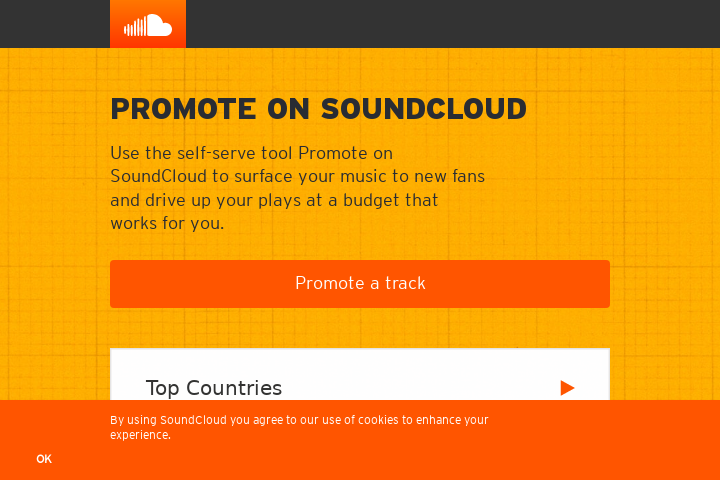 PROMOTE ON SOUNDCLOUD
Use the self-serve tool Promote on
SoundCloud to surface your music to new fans
and drive up your plays at a budget that
works for you.
Promote a track
Top Countries
By using SoundCloud you agree to our use of cookies to enhance your
experience.
OK